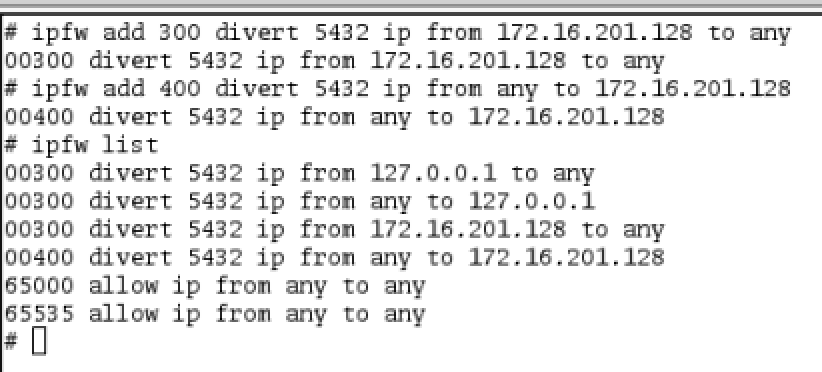 # ipfw add 300 divert 5432 ip from 172.16.201.128 to any
00300 divert 5432 ip from 172.16.201.128 to any
# ipfw add 400 divert 5432 ip from any to 172.16.201.128
00400 divert 5432 ip from any to 172.16.201.128
# ipfw list
00300 divert 5432 ip from 127.0.0.1 to any
00300 divert 5432 ip from any to 127.0.0.1
00300 divert 5432 ip from 172.16.201.128 to any
00400 divert 5432 ip from any to 172.16.201.128
65000 allow ip from any to any
65535 allow ip from any to any
#